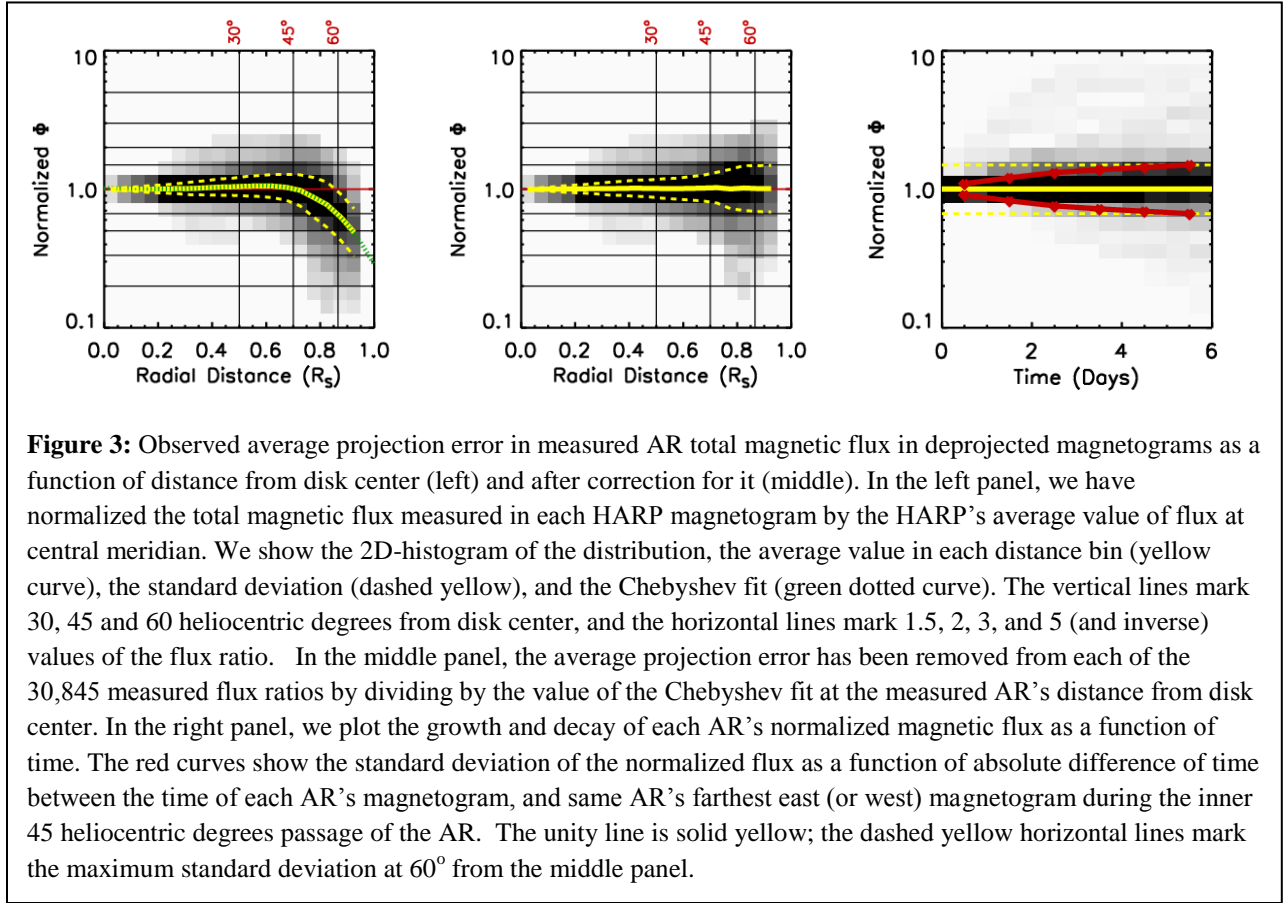 30° 45° 60°
30° 45° 60°
10
1.0
0.1
Normalized Φ
0.0 0.2 0.4 0.6 0.8 1.0
Radial Distance (Rs)
10
1.0
0.1
Normalized Φ
0.0 0.2 0.4 0.6 0.8 1.0
Radial Distance (Rs)
10
1.0
0.1
Normalized Φ
0 2 4 6
Time (Days)
Figure 3: Observed average projection error in measured AR total magnetic flux in deprojected magnetograms as a
function of distance from disk center (left) and after correction for it (middle). In the left panel, we have
normalized the total magnetic flux measured in each HARP magnetogram by the HARP's average value of flux at
central meridian. We show the 2D-histogram of the distribution, the average value in each distance bin (yellow
curve), the standard deviation (dashed yellow), and the Chebyshev fit (green dotted curve). The vertical lines mark
30, 45 and 60 heliocentric degrees from disk center, and the horizontal lines mark 1.5, 2, 3, and 5 (and inverse)
values of the flux ratio. In the middle panel, the average projection error has been removed from each of the
30,845 measured flux ratios by dividing by the value of the Chebyshev fit at the measured AR's distance from disk
center. In the right panel, we plot the growth and decay of each AR's normalized magnetic flux as a function of
time. The red curves show the standard deviation of the normalized flux as a function of absolute difference of time
between the time of each AR's magnetogram, and same AR's farthest east (or west) magnetogram during the inner
45 heliocentric degrees passage of the AR. The unity line is solid yellow; the dashed yellow horizontal lines mark
the maximum standard deviation at 60° from the middle panel.